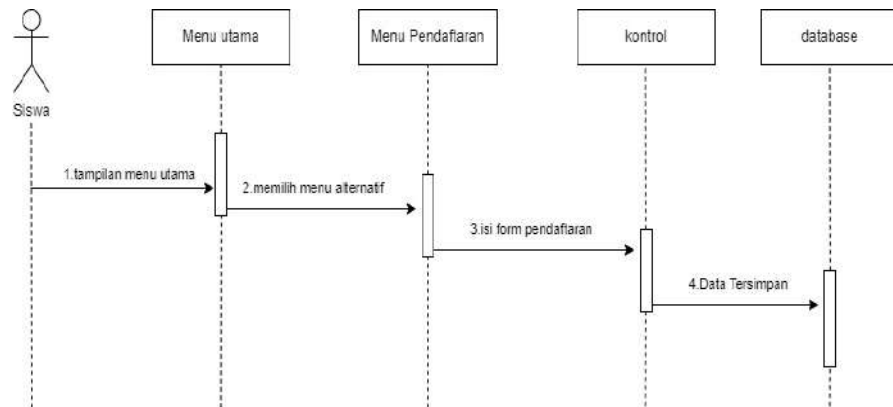 Menu utama
Menu Pendaftaran
kontrol
database
Siswa
1.tampilan menu utama
2.memilih menu alternatif
3.isi form pendaftaran
4.Data Tersimpan